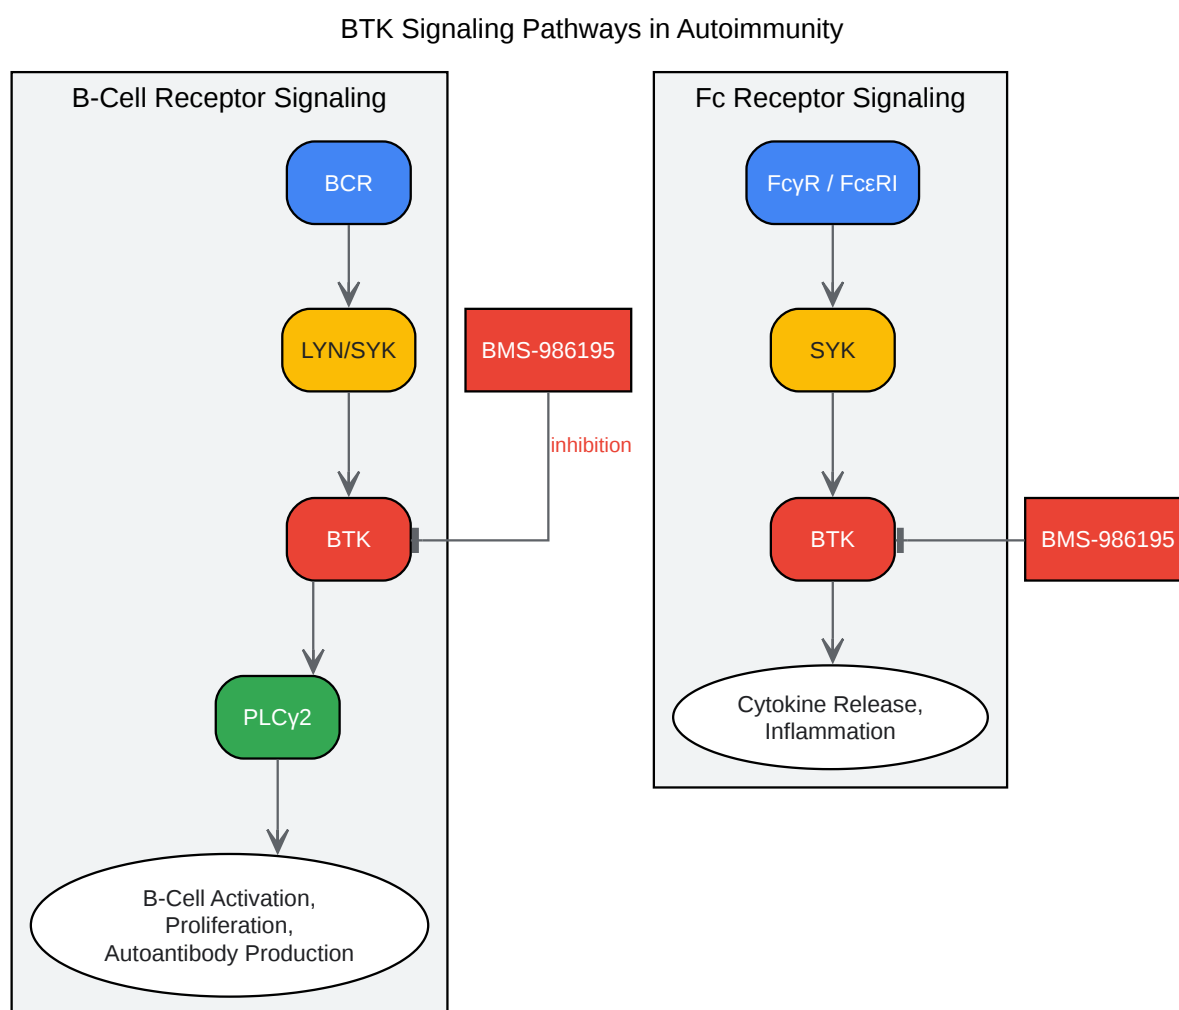 BTK Signaling Pathways in Autoimmunity
B-Cell Receptor Signaling
BCR
LYN/SYK
BMS-986195
inhibition
BTK
PLCγ2
B-Cell Activation,
Proliferation,
Autoantibody Production
Fc Receptor Signaling
FcγR / FcεRI
SYK
BTK
BMS-986195
Cytokine Release,
Inflammation